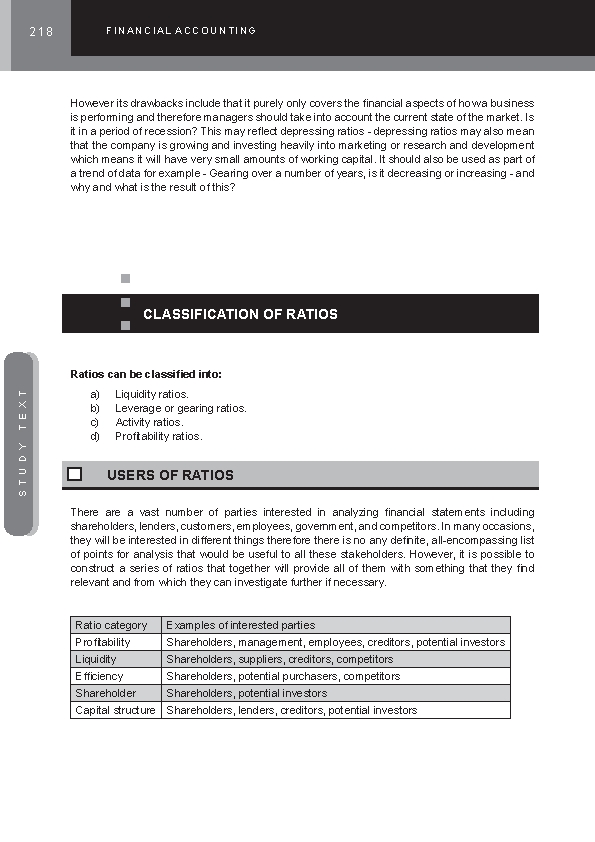 218
FINANCIAL ACCOUNTING
However its drawbacks include that it purely only covers the financial aspects of how a business
is performing and therefore managers should take into account the current state of the market. Is
it in a period of recession? This may reflect depressing ratios - depressing ratios may also mean
that the company is growing and investing heavily into marketing or research and development
which means it will have very small amounts of working capital. It should also be used as part of
a trend of data for example - Gearing over a number of years, is it decreasing or increasing - and
why and what is the result of this?
CLASSIFICATION OF RATIOS
STUDY TEXT
Ratios can be classified into:
a) Liquidity ratios.
b) Leverage or gearing ratios.
c) Activity ratios.
d) Profitability ratios.
USERS OF RATIOS
There are a vast number of parties interested in analyzing financial statements including
shareholders, lenders, customers, employees, government, and competitors. In many occasions,
they will be interested in different things therefore there is no any definite, all-encompassing list
of points for analysis that would be useful to all these stakeholders. However, it is possible to
construct a series of ratios that together will provide all of them with something that they find
relevant and from which they can investigate further if necessary.
Ratio category Examples of interested parties
Profitability Shareholders, management, employees, creditors, potential investors
Liquidity Shareholders, suppliers, creditors, competitors
Efficiency Shareholders, potential purchasers, competitors
Shareholder Shareholders, potential investors
Capital structure Shareholders, lenders, creditors, potential investors